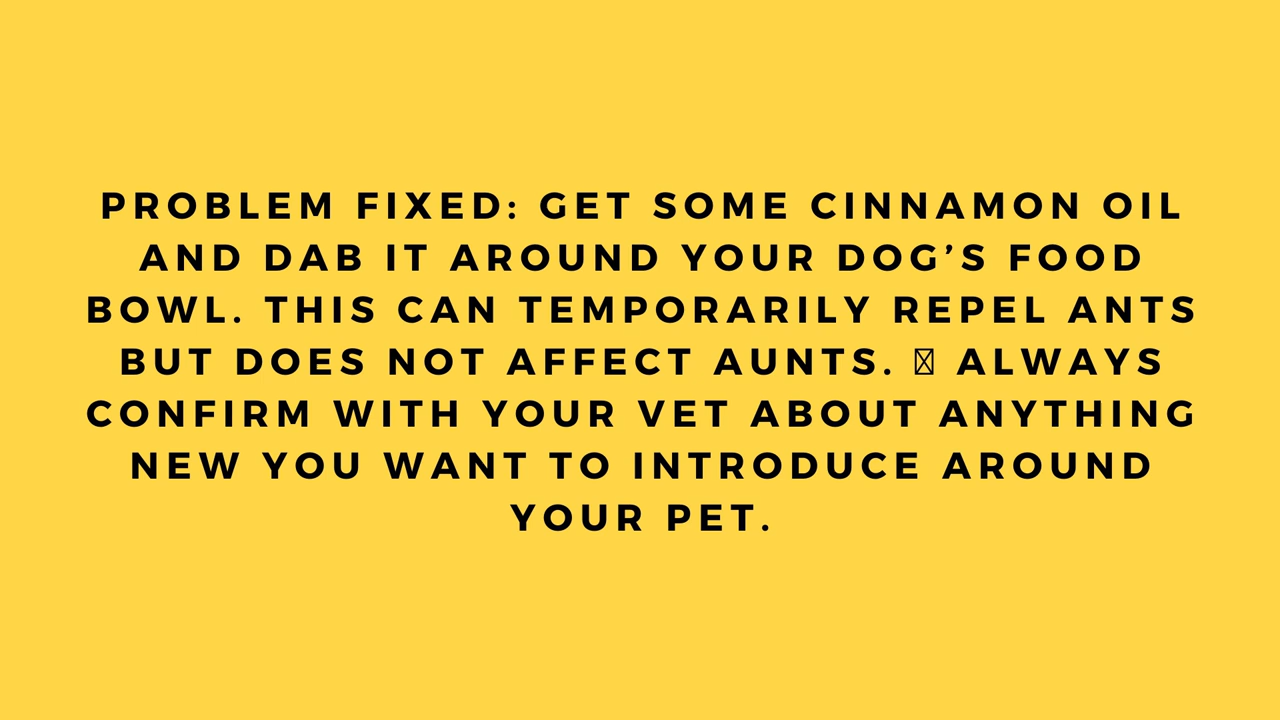 PROBLEM FIXED: GET SOME CINNAMON OIL
AND DAB IT AROUND YOUR DOG’S FOOD
BOWL. THIS CAN TEMPORARILY REPEL ANTS
BUT DOES NOT AFFECT AUNTS. ALWAYS
CONFIRM WITH YOUR VET ABOUT ANYTHING
NEW YOU WANT TO INTRODUCE AROUND
YOUR PET.